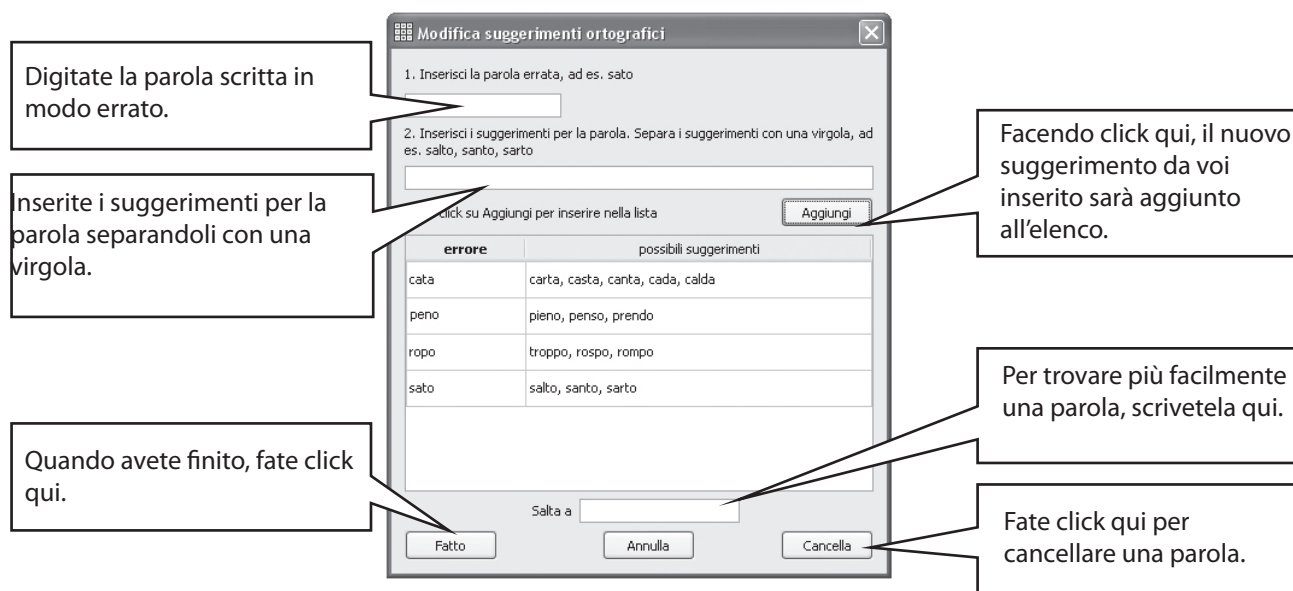 Modifica suggerimenti ortografici
Digitate la parola scritta in
modo errato.
1. Inserisci la parola errata, ad es. sato
2. Inserisci i suggerimenti per la parola. Separa i suggerimenti con una virgola, ad
es. salto, santo, sarto
Facendo click qui, il nuovo
suggerimento da voi
inserito sarà aggiunto
all'elenco.
Inserite i suggerimenti per la
parola separandoli con una
virgola.
click su Aggiungi per inserire nella lista
Aggiungi
errore possibili suggerimenti
cata carta, casta, canta, cada, calda
peno pieno, penso, prendo
ropo troppo, rospo, rompo
sato salto, santo, sarto
Per trovare più facilmente
una parola, scrivetela qui.
Quando avete finito, fate click
qui.
Salta a
Fatto Annulla Cancella
Fate click qui per
cancellare una parola.